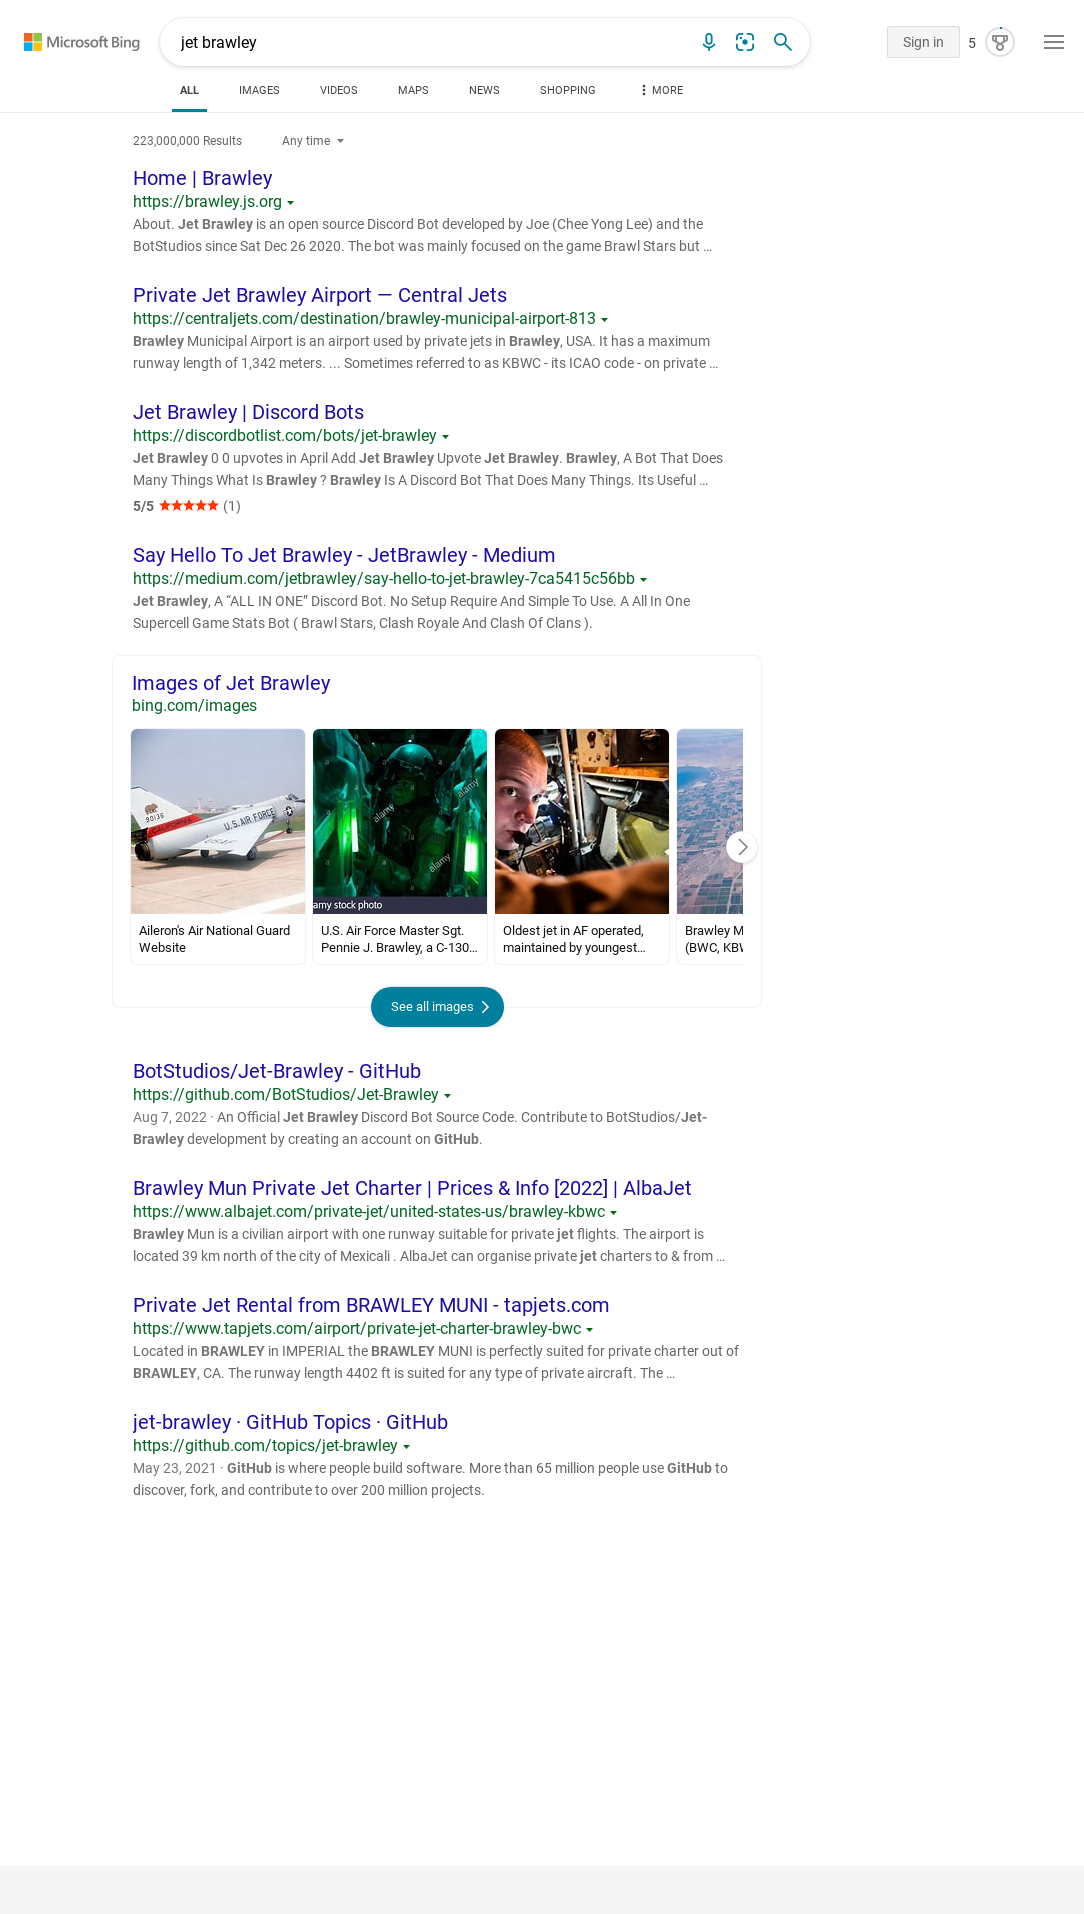 Microsoft Bing
jet brawley
Sign in
5
ALL
IMAGES
VIDEOS
MAPS
NEWS
SHOPPING
MORE
223,000,000 Results
Any time
Home | Brawley
https://brawley.js.org
About. Jet Brawley is an open source Discord Bot developed by Joe (Chee Yong Lee) and the
BotStudios since Sat Dec 26 2020. The bot was mainly focused on the game Brawl Stars but …
Private Jet Brawley Airport — Central Jets
https://centraljets.com/destination/brawley-municipal-airport-813
Brawley Municipal Airport is an airport used by private jets in Brawley, USA. It has a maximum
runway length of 1,342 meters. ... Sometimes referred to as KBWC - its ICAO code - on private …
Jet Brawley | Discord Bots
https://discordbotlist.com/bots/jet-brawley
Jet Brawley 0 0 upvotes in April Add Jet Brawley Upvote Jet Brawley. Brawley, A Bot That Does
Many Things What Is Brawley ? Brawley Is A Discord Bot That Does Many Things. Its Useful …
5/5 ★★★★★ (1)
Say Hello To Jet Brawley - JetBrawley - Medium
https://medium.com/jetbrawley/say-hello-to-jet-brawley-7ca5415c56bb
Jet Brawley, A “ALL IN ONE” Discord Bot. No Setup Require And Simple To Use. A All In One
Supercell Game Stats Bot ( Brawl Stars, Clash Royale And Clash Of Clans ).
Images of Jet Brawley
bing.com/images
90136
CALIFORNIA
U.S. AIR FORCE
alamy
alamy
alamy
amy stock photo
Aileron's Air National Guard
Website
U.S. Air Force Master Sgt.
Pennie J. Brawley, a C-130…
Oldest jet in AF operated,
maintained by youngest…
Brawley M
(BWC, KBW
See all images
BotStudios/Jet-Brawley - GitHub
https://github.com/BotStudios/Jet-Brawley
Aug 7, 2022 · An Official Jet Brawley Discord Bot Source Code. Contribute to BotStudios/Jet-
Brawley development by creating an account on GitHub.
Brawley Mun Private Jet Charter | Prices & Info [2022] | AlbaJet
https://www.albajet.com/private-jet/united-states-us/brawley-kbwc
Brawley Mun is a civilian airport with one runway suitable for private jet flights. The airport is
located 39 km north of the city of Mexicali . AlbaJet can organise private jet charters to & from …
Private Jet Rental from BRAWLEY MUNI - tapjets.com
https://www.tapjets.com/airport/private-jet-charter-brawley-bwc
Located in BRAWLEY in IMPERIAL the BRAWLEY MUNI is perfectly suited for private charter out of
BRAWLEY, CA. The runway length 4402 ft is suited for any type of private aircraft. The …
jet-brawley · GitHub Topics · GitHub
https://github.com/topics/jet-brawley
May 23, 2021 · GitHub is where people build software. More than 65 million people use GitHub to
discover, fork, and contribute to over 200 million projects.